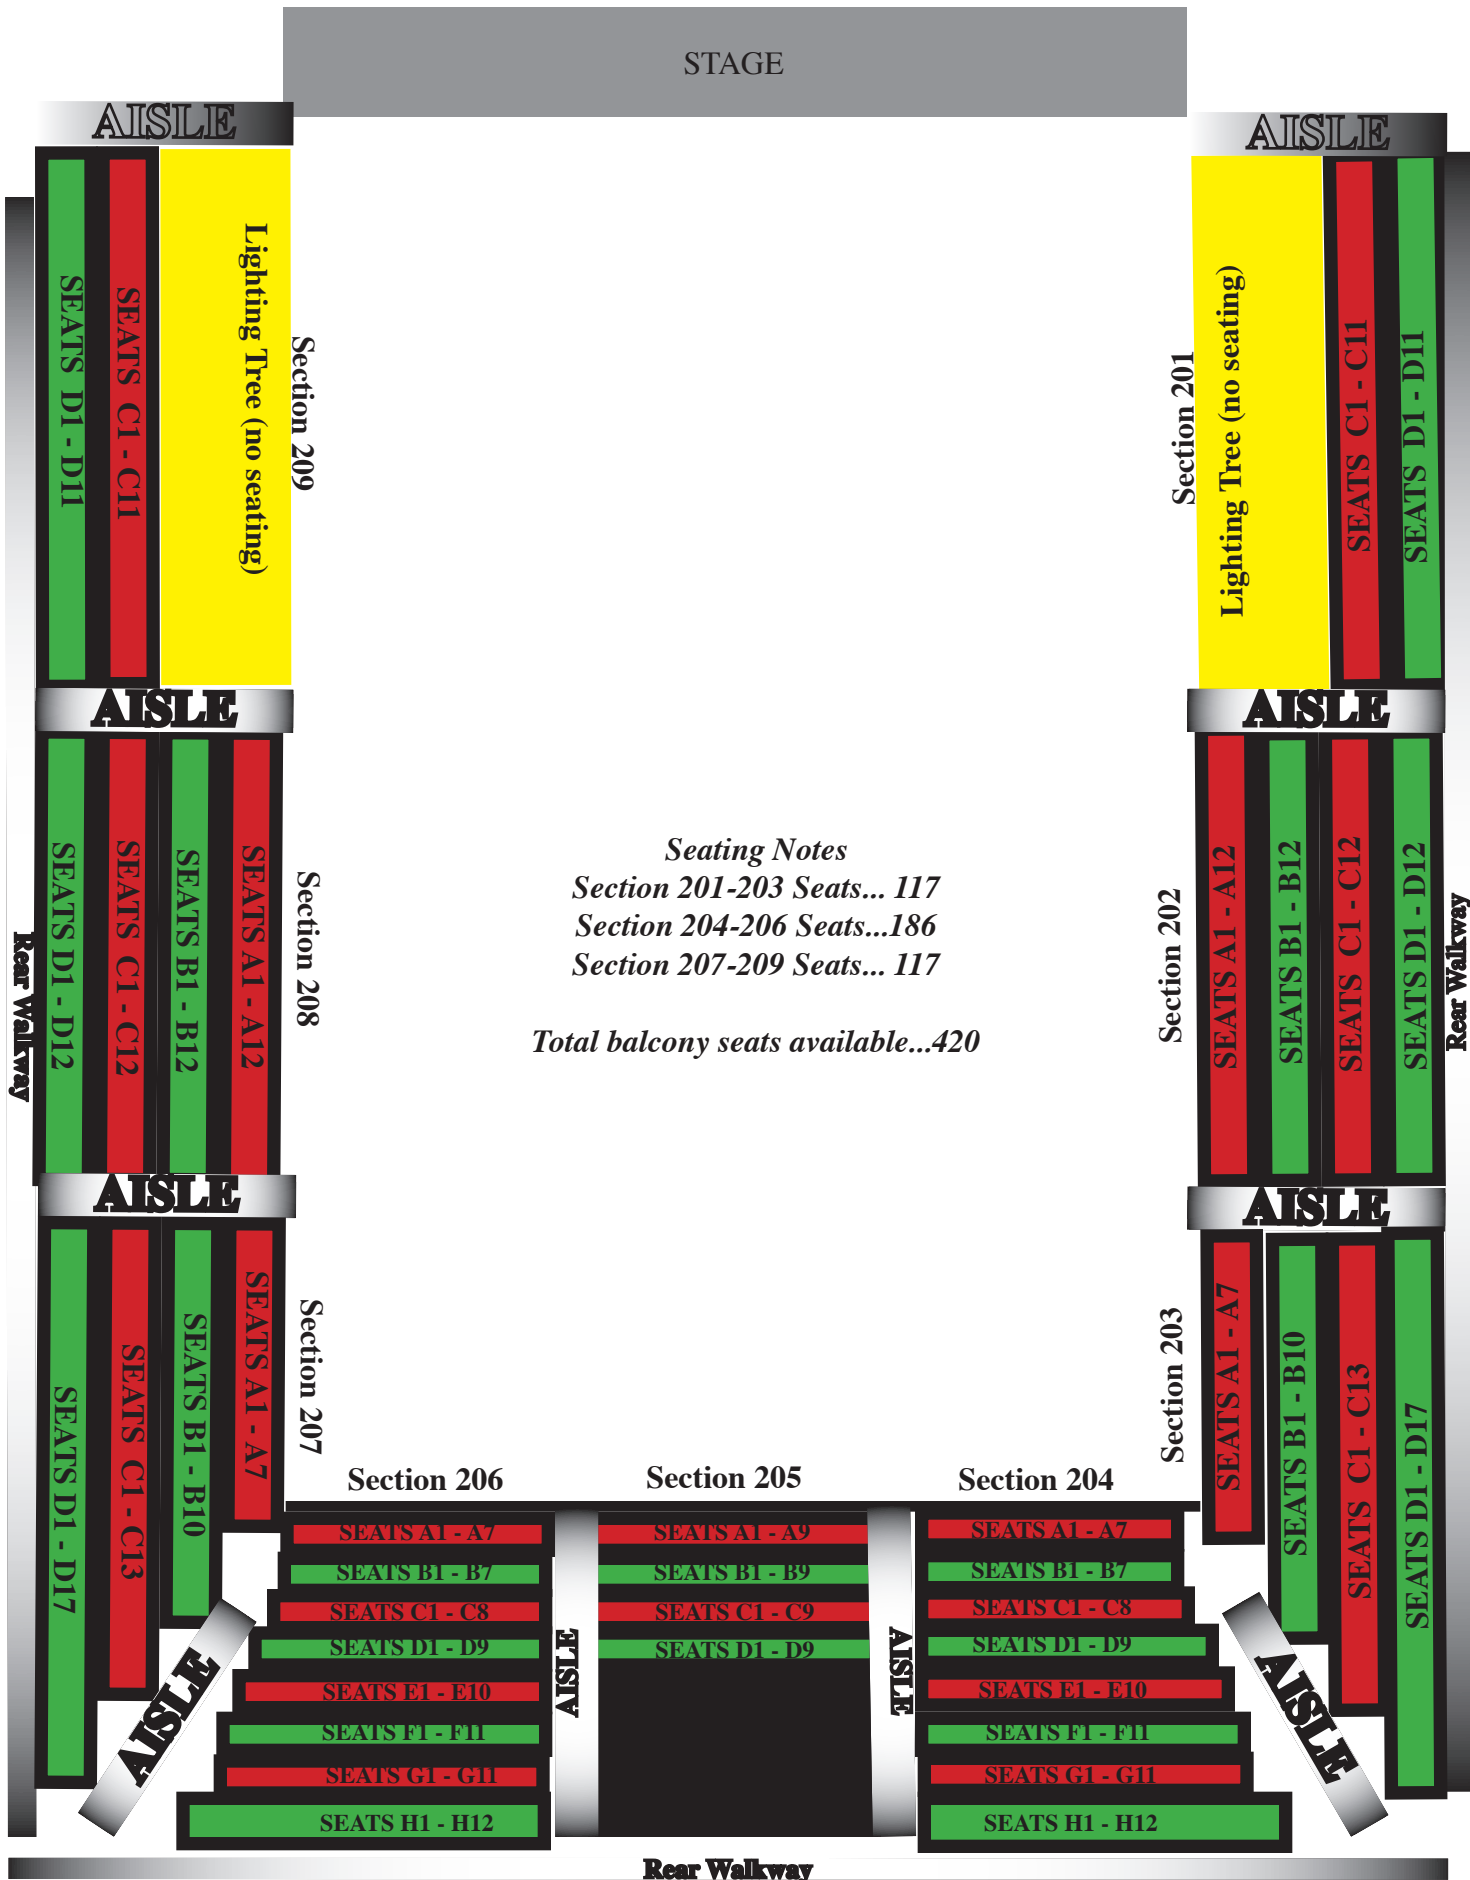 STAGE
AISLE
AISLE
SEATS D1 - D11
SEATS C1 - C11
Lighting Tree (no seating)
Section 209
Section 201
Lighting Tree (no seating)
SEATS C1 - C11
SEATS D1 - D11
AISLE
AISLE
Rear Walkway
SEATS D1 - D12
SEATS C1 - C12
SEATS B1 - B12
SEATS A1 - A12
Section 208
Seating Notes
Section 201-203 Seats... 117
Section 204-206 Seats...186
Section 207-209 Seats... 117
Total balcony seats available...420
Section 202
SEATS A1 - A12
SEATS B1 - B12
SEATS C1 - C12
SEATS D1 - D12
Rear Walkway
AISLE
AISLE
SEATS D1 - D17
SEATS C1 - C13
SEATS B1 - B10
SEATS A1 - A7
Section 207
Section 203
SEATS A1 - A7
SEATS B1 - B10
SEATS C1 - C13
SEATS D1 - D17
Section 206
Section 205
Section 204
SEATS A1 - A7
SEATS B1 - B7
SEATS C1 - C8
SEATS D1 - D9
SEATS E1 - E10
SEATS F1 - F11
SEATS G1 - G11
SEATS H1 - H12
SEATS A1 - A9
SEATS B1 - B9
SEATS C1 - C9
SEATS D1 - D9
SEATS A1 - A7
SEATS B1 - B7
SEATS C1 - C8
SEATS D1 - D9
SEATS E1 - E10
SEATS F1 - F11
SEATS G1 - G11
SEATS H1 - H12
AISLE
AISLE
AISLE
AISLE
Rear Walkway